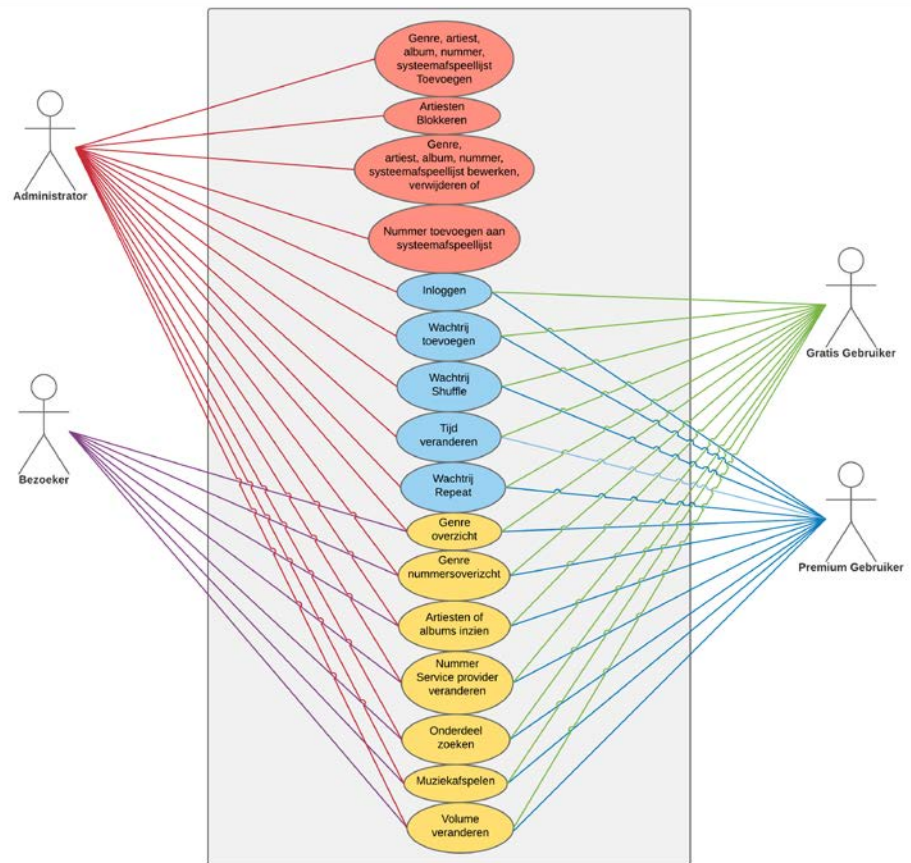 Genre, artiest,
album, nummer,
systeemafspeellijst
Toevoegen
Artiesten
Blokkeren
Genre,
artiest, album, nummer,
systeemafspeellijst bewerken,
verwijderen of
Administrator
Nummer toevoegen aan
systeemafspeellijst
Inloggen
Wachtrij
toevoegen
Gratis Gebruiker
Wachtrij
Shuffle
Tijd
veranderen
Bezoeker
Wachtrij
Repeat
Genre
overzicht
Genre
nummersoverizcht
Premium Gebruiker
Artiesten of
albums inzien
Nummer
Service provider
veranderen
Onderdeel
zoeken
Muziekafspelen
Volume
veranderen